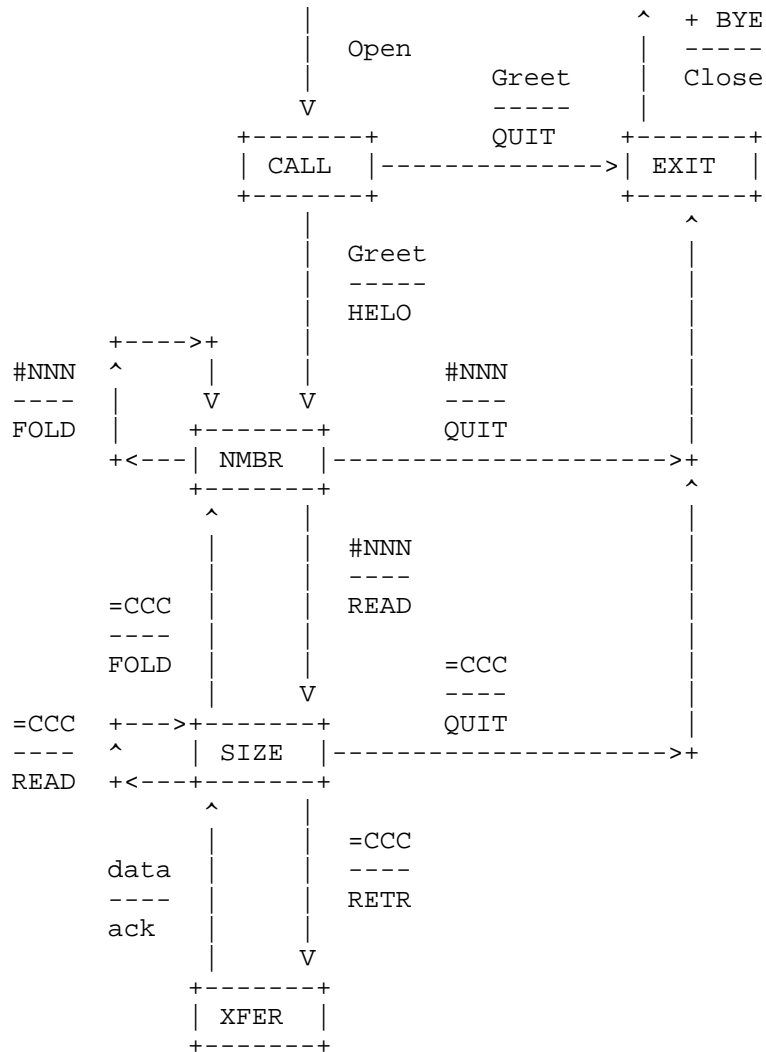 |                         ^  + BYE
                       |  Open                   |  -----
                       |               Greet     |  Close
                       V               -----     |
                   +-------+           QUIT    +-------+
                   | CALL  |-----------------> | EXIT  |
                   +-------+                   +-------+
                       |                           ^
                       |  Greet                    |
                       |  -----                    |
                       |  HELO                     |
           +---->+     |                           |
     #NNN  ^     |     |           #NNN            |
     ----  |     V     V           ----            |
     FOLD  |    +-------+          QUIT            |
           +<---| NMBR  |------------------------->+
                +-------+                          ^
                 ^     |                           |
                 |     |  #NNN                     |
                 |     |  ----                     |
           =CCC  |     |  READ                     |
           ----  |     |                           |
           FOLD  |     |           =CCC            |
                 |     V           ----            |
     =CCC  +--->+-------+          QUIT            |
     ----  ^    | SIZE  |------------------------->+
     READ  +<---+-------+
                 ^     |
                 |     |  =CCC
           data  |     |  ----
           ----  |     |  RETR
           ack   |     |
                 |     V
                +-------+
                | XFER  |
                +-------+